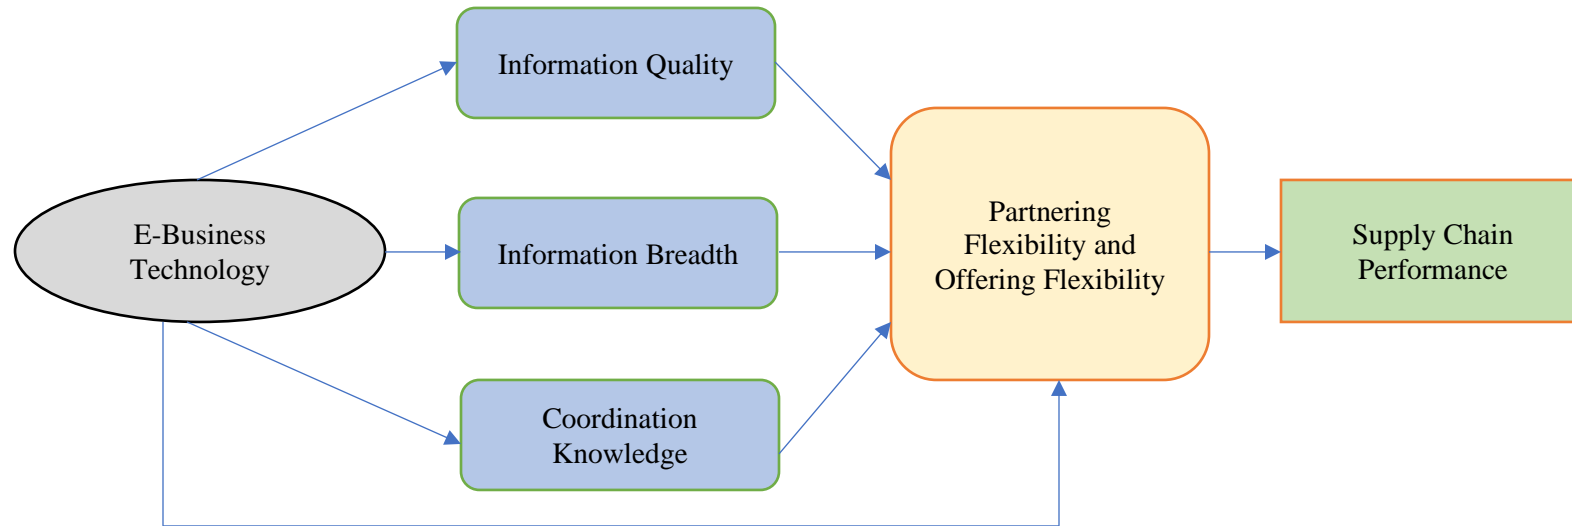 Information Quality
E-Business
Technology
Information Breadth
Coordination
Knowledge
Partnering
Flexibility and
Offering Flexibility
Supply Chain
Performance